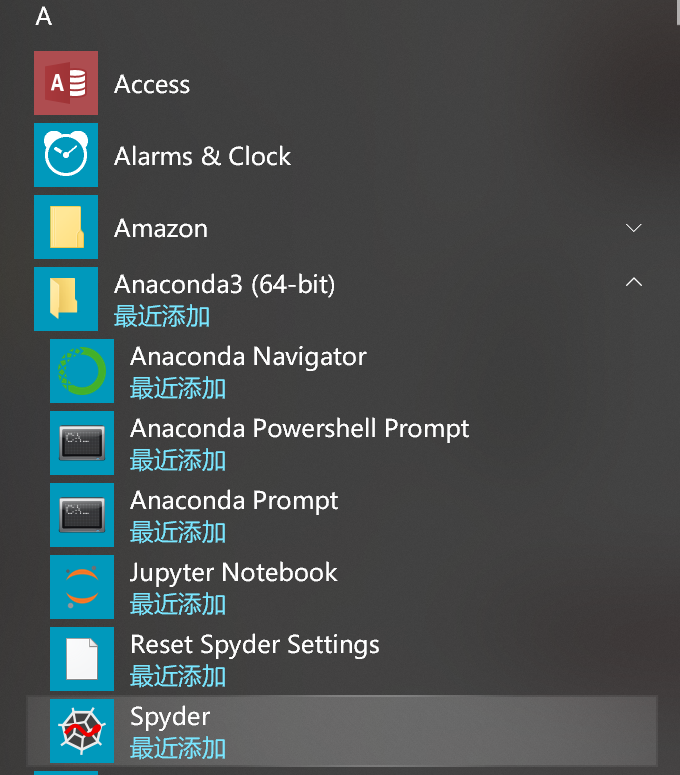 A
Access
Alarms & Clock
Amazon
Anaconda3 (64-bit)
最近添加
Anaconda Navigator
最近添加
Anaconda Powershell Prompt
最近添加
Anaconda Prompt
最近添加
Jupyter Notebook
最近添加
Reset Spyder Settings
最近添加
Spyder
最近添加